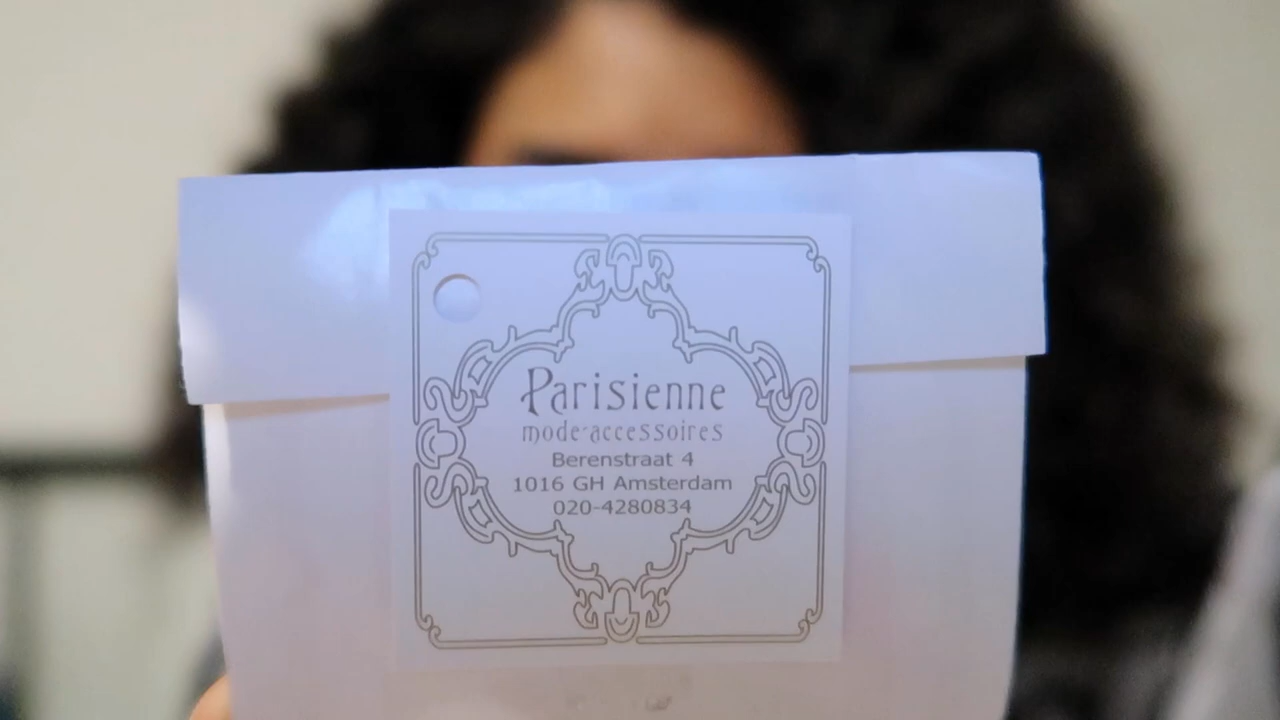 Parisienne
mode-accessoires
Berenstraat 4
1016 GH Amsterdam
020-4280834